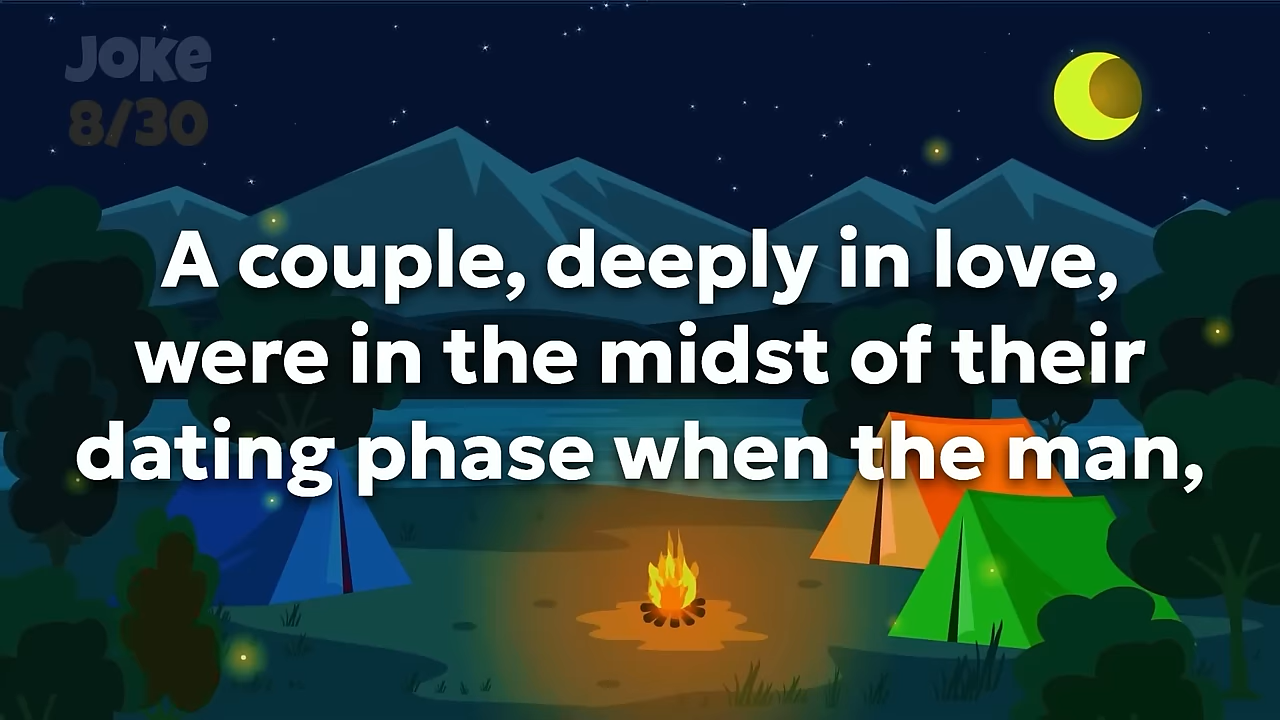 Joke
8/30
A couple, deeply in love,
were in the midst of their
dating phase when the man,